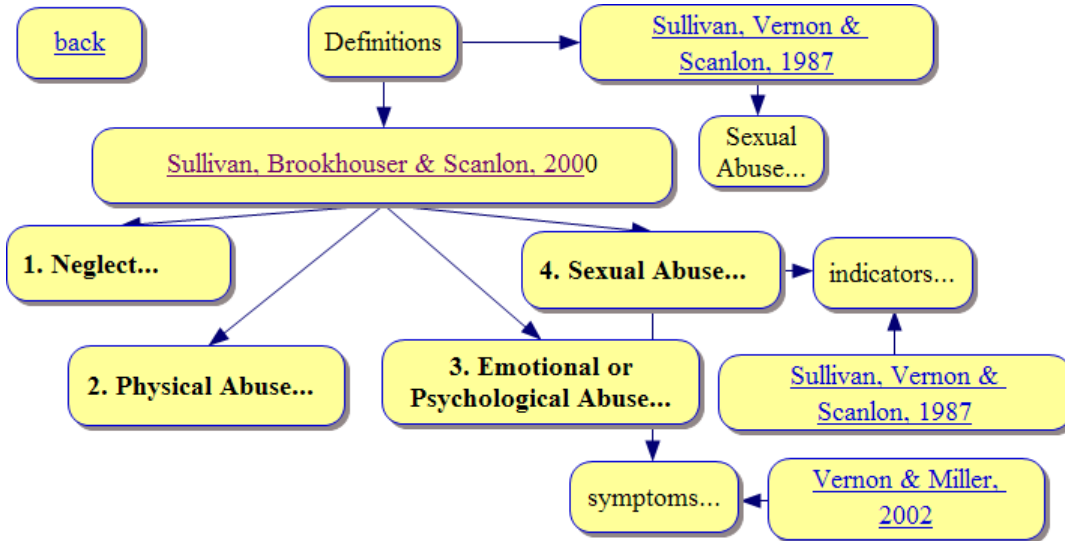 back
Definitions
Sullivan, Vernon &
Scanlon, 1987
Sexual
Abuse...
Sullivan, Brookhouser & Scanlon, 2000
1. Neglect...
4. Sexual Abuse...
indicators...
2. Physical Abuse...
3. Emotional or
Psychological Abuse...
Sullivan, Vernon &
Scanlon, 1987
symptoms...
Vernon & Miller,
2002